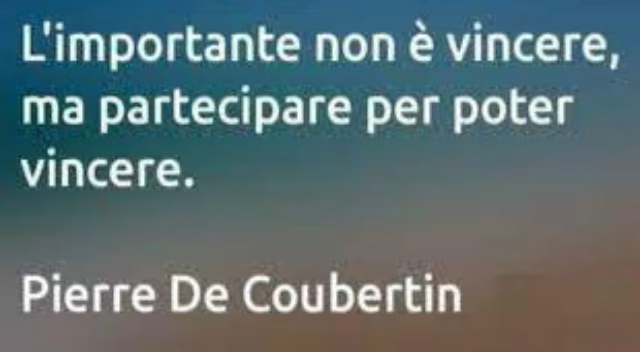 L'importante non è vincere,
ma partecipare per poter
vincere.
Pierre De Coubertin